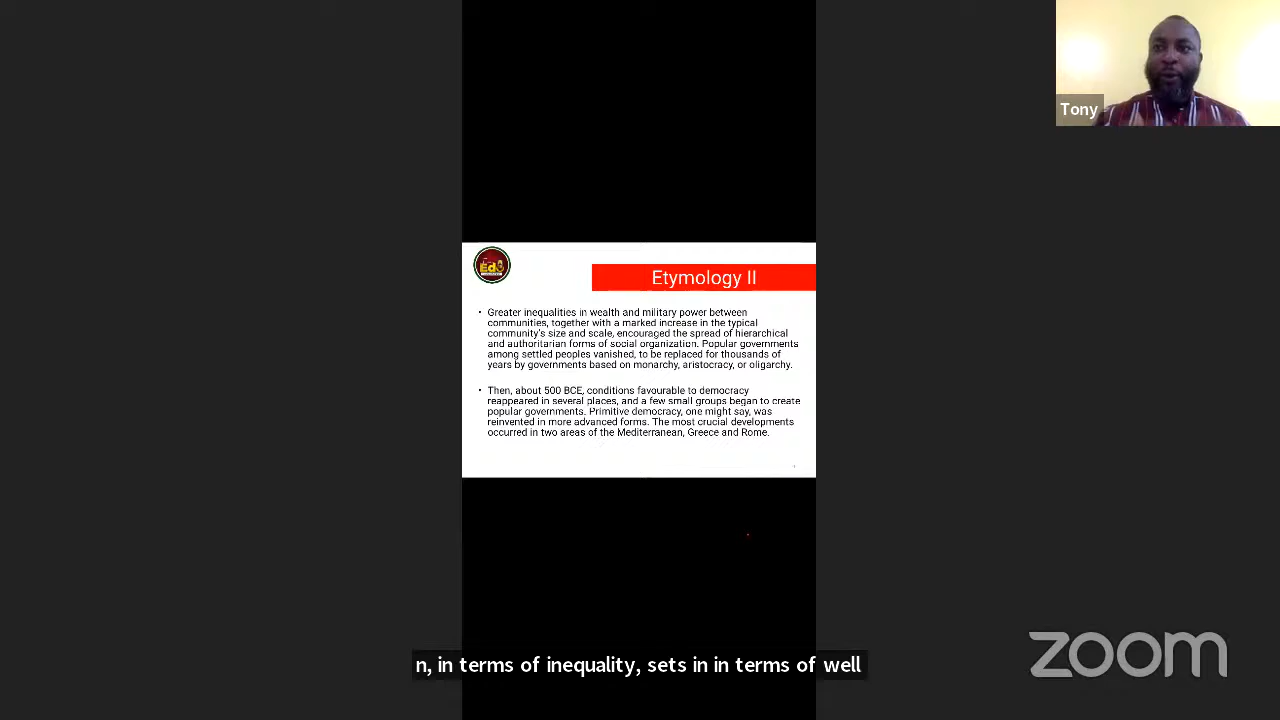 Tony
Edo
Etymology II
• Greater inequalities in wealth and military power between
communities, together with a marked increase in the typical
community's size and scale, encouraged the spread of hierarchical
and authoritarian forms of social organization. Popular governments
among settled peoples vanished, to be replaced for thousands of
years by governments based on monarchy, aristocracy, or oligarchy.
• Then, about 500 BCE, conditions favourable to democracy
reappeared in several places, and a few small groups began to create
popular governments. Primitive democracy, one might say, was
reinvented in more advanced forms. The most crucial developments
occurred in two areas of the Mediterranean, Greece and Rome.
n, in terms of inequality, sets in in terms of well
zoom